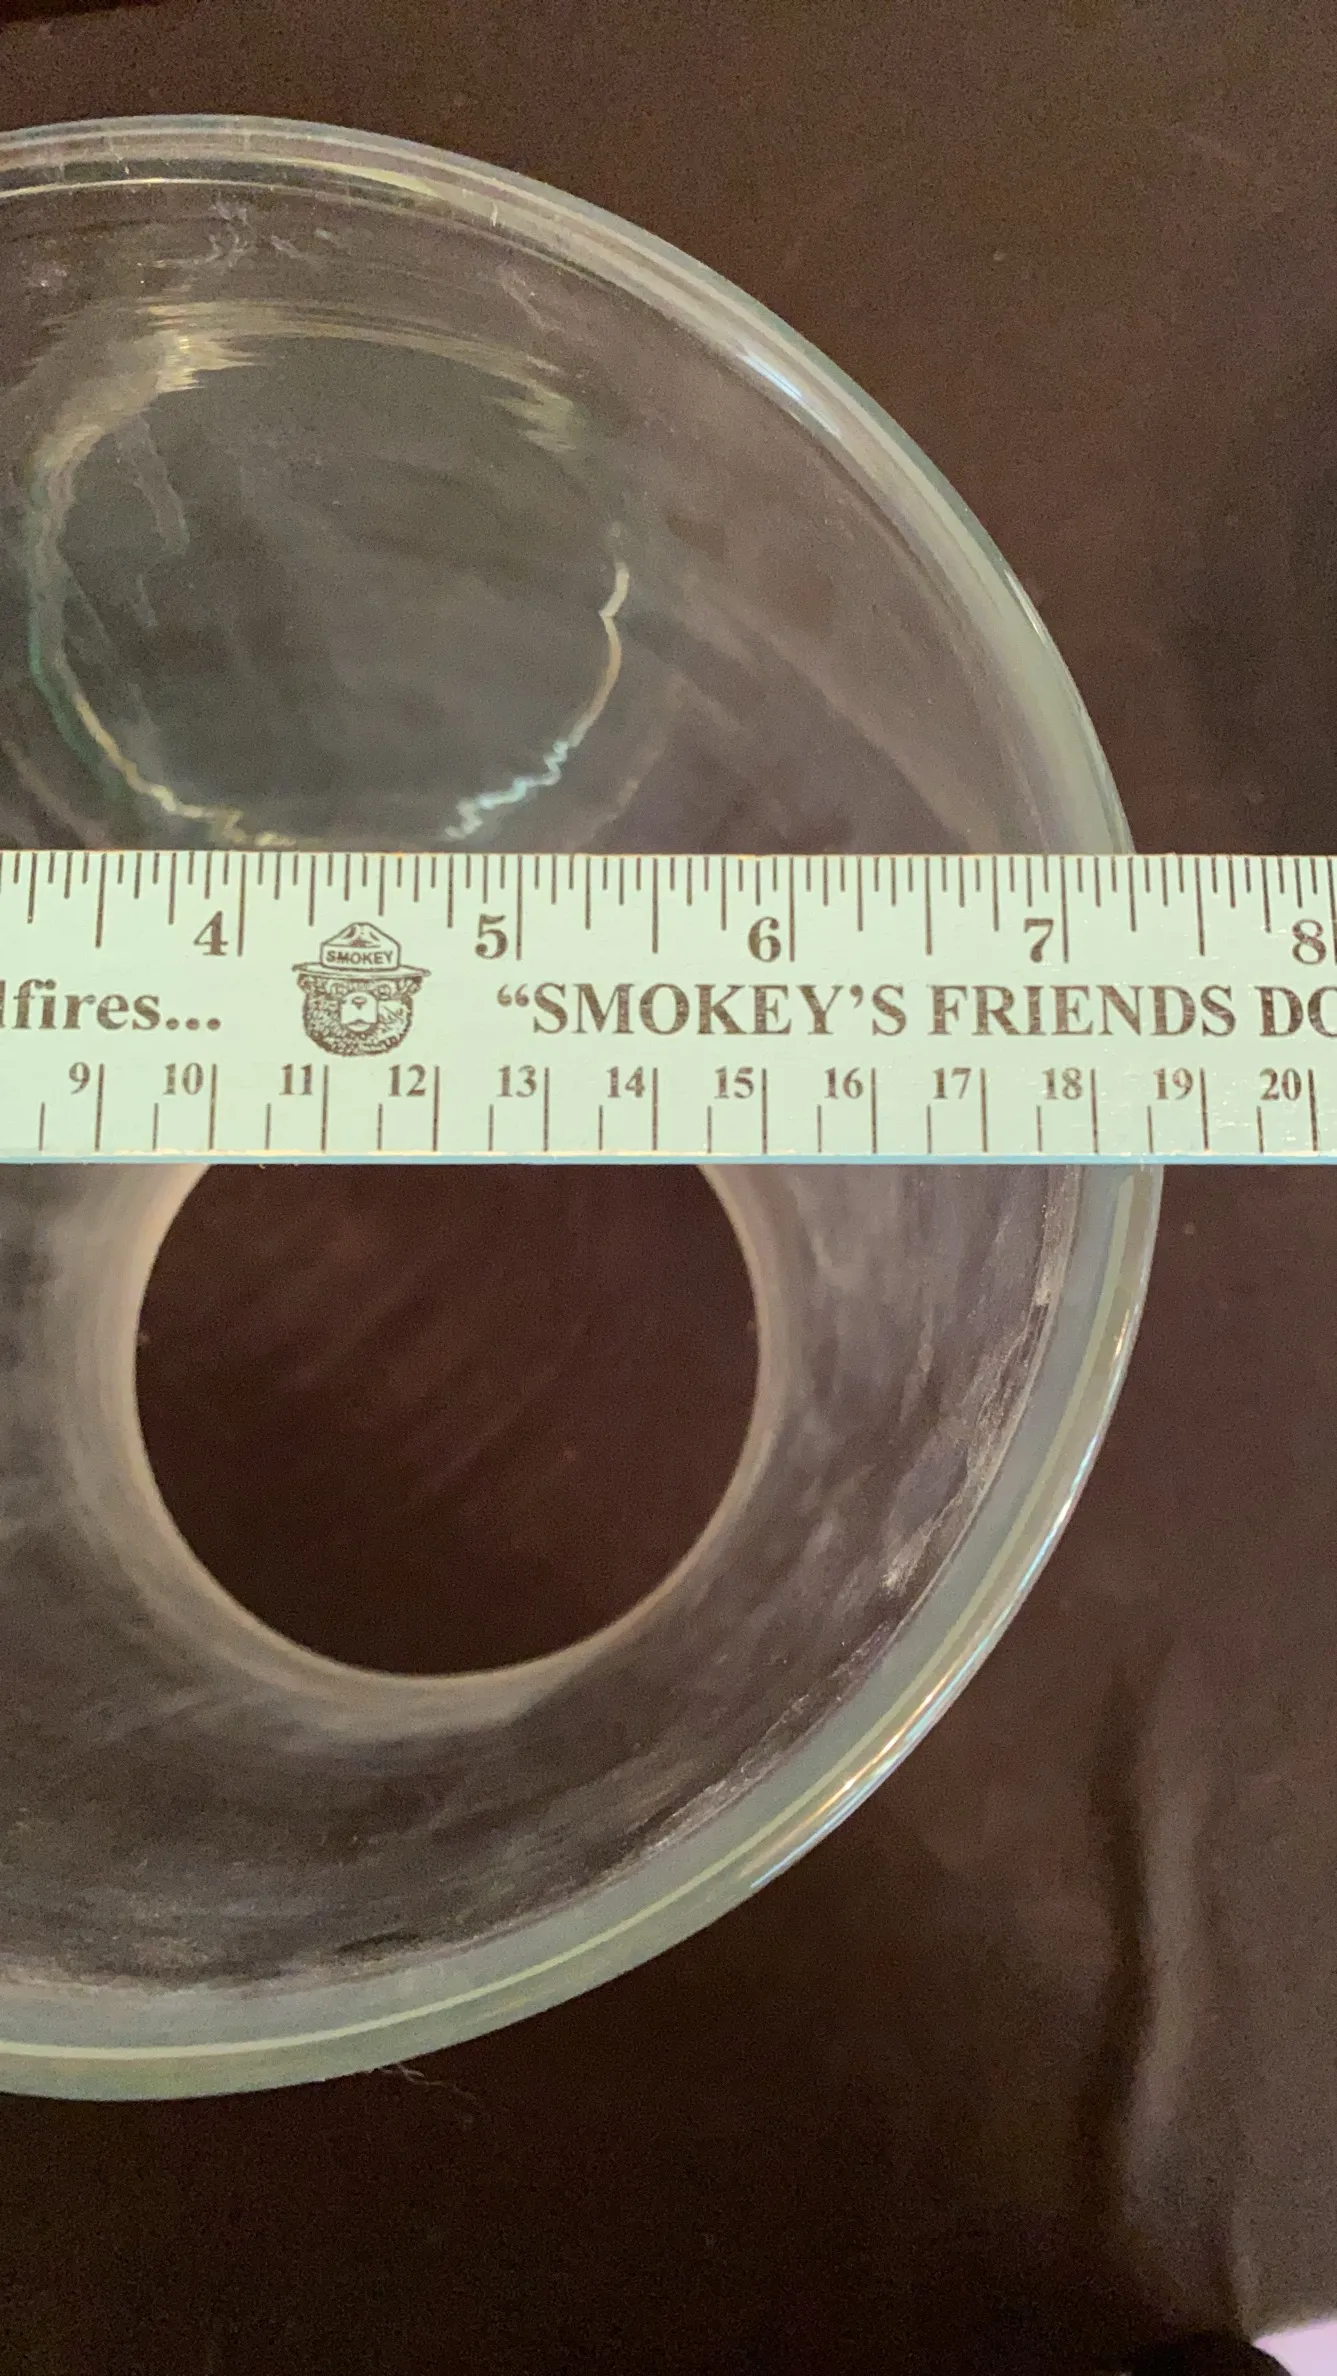 4 5 6 7 8
SMOKEY
lfires... “SMOKEY’S FRIENDS DO
9 10 11 12 13 14 15 16 17 18 19 20